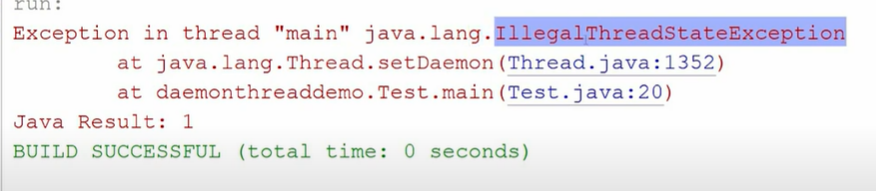 run:
Exception in thread "main" java.lang.IllegalThreadStateException
at java.lang.Thread.setDaemon(Thread.java:1352)
at daemonthreaddemo.Test.main(Test.java:20)
Java Result: 1
BUILD SUCCESSFUL (total time: 0 seconds)